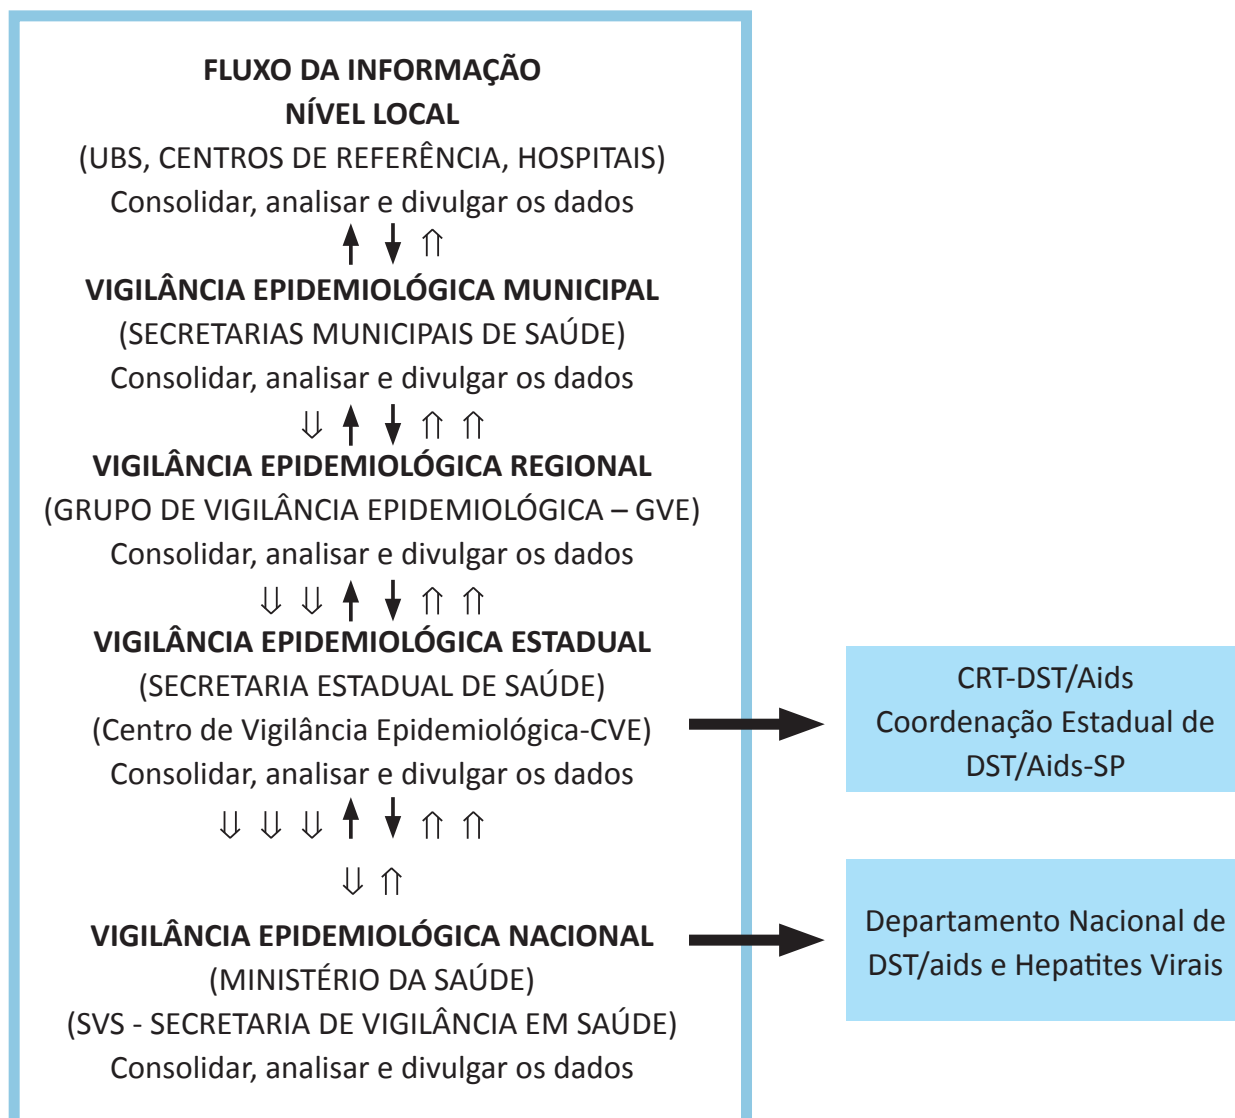 FLUXO DA INFORMAÇÃO
NÍVEL LOCAL
(UBS, CENTROS DE REFERÊNCIA, HOSPITAIS)
Consolidar, analisar e divulgar os dados
⇑
VIGILÂNCIA EPIDEMIOLÓGICA MUNICIPAL
(SECRETARIAS MUNICIPAIS DE SAÚDE)
Consolidar, analisar e divulgar os dados
⇓ ⇑ ⇑
VIGILÂNCIA EPIDEMIOLÓGICA REGIONAL
(GRUPO DE VIGILÂNCIA EPIDEMIOLÓGICA – GVE)
Consolidar, analisar e divulgar os dados
⇓ ⇓ ⇑ ⇑
VIGILÂNCIA EPIDEMIOLÓGICA ESTADUAL
(SECRETARIA ESTADUAL DE SAÚDE)
(Centro de Vigilância Epidemiológica-CVE)
Consolidar, analisar e divulgar os dados
⇓ ⇓ ⇓ ⇑ ⇑
⇓ ⇑
VIGILÂNCIA EPIDEMIOLÓGICA NACIONAL
(MINISTÉRIO DA SAÚDE)
(SVS - SECRETARIA DE VIGILÂNCIA EM SAÚDE)
Consolidar, analisar e divulgar os dados
CRT-DST/Aids
Coordenação Estadual de
DST/Aids-SP
Departamento Nacional de
DST/aids e Hepatites Virais